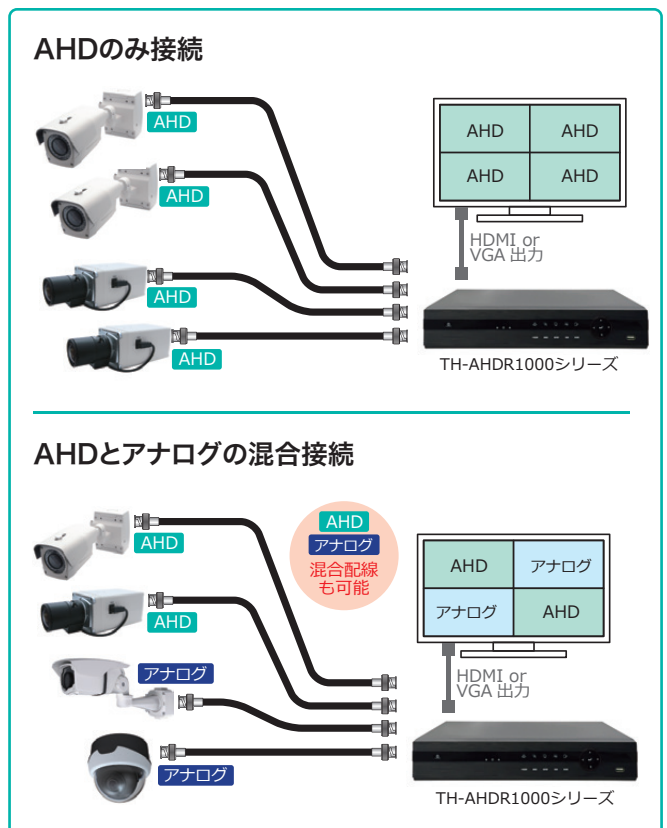 AHDのみ接続
AHD
AHD
AHD
AHD
AHD
AHD
AHD
AHD
HDMI or
VGA 出力
TH-AHDR1000シリーズ
AHDとアナログの混合接続
AHD
AHD
アナログ
アナログ
AHD
アナログ
混合配線
も可能
AHD
アナログ
アナログ
AHD
HDMI or
VGA 出力
TH-AHDR1000シリーズ